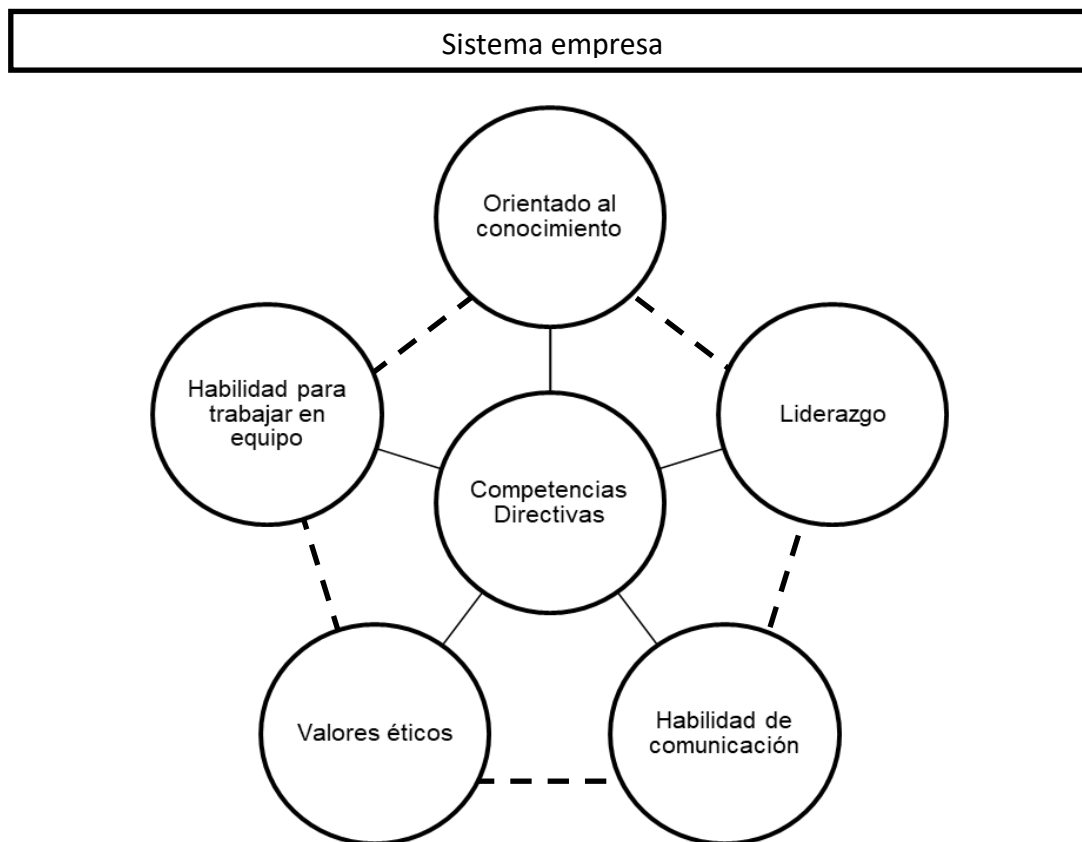 Sistema empresa
Orientado al
conocimiento
Habilidad para
trabajar en
equipo
Liderazgo
Competencias
Directivas
Valores éticos
Habilidad de
comunicación